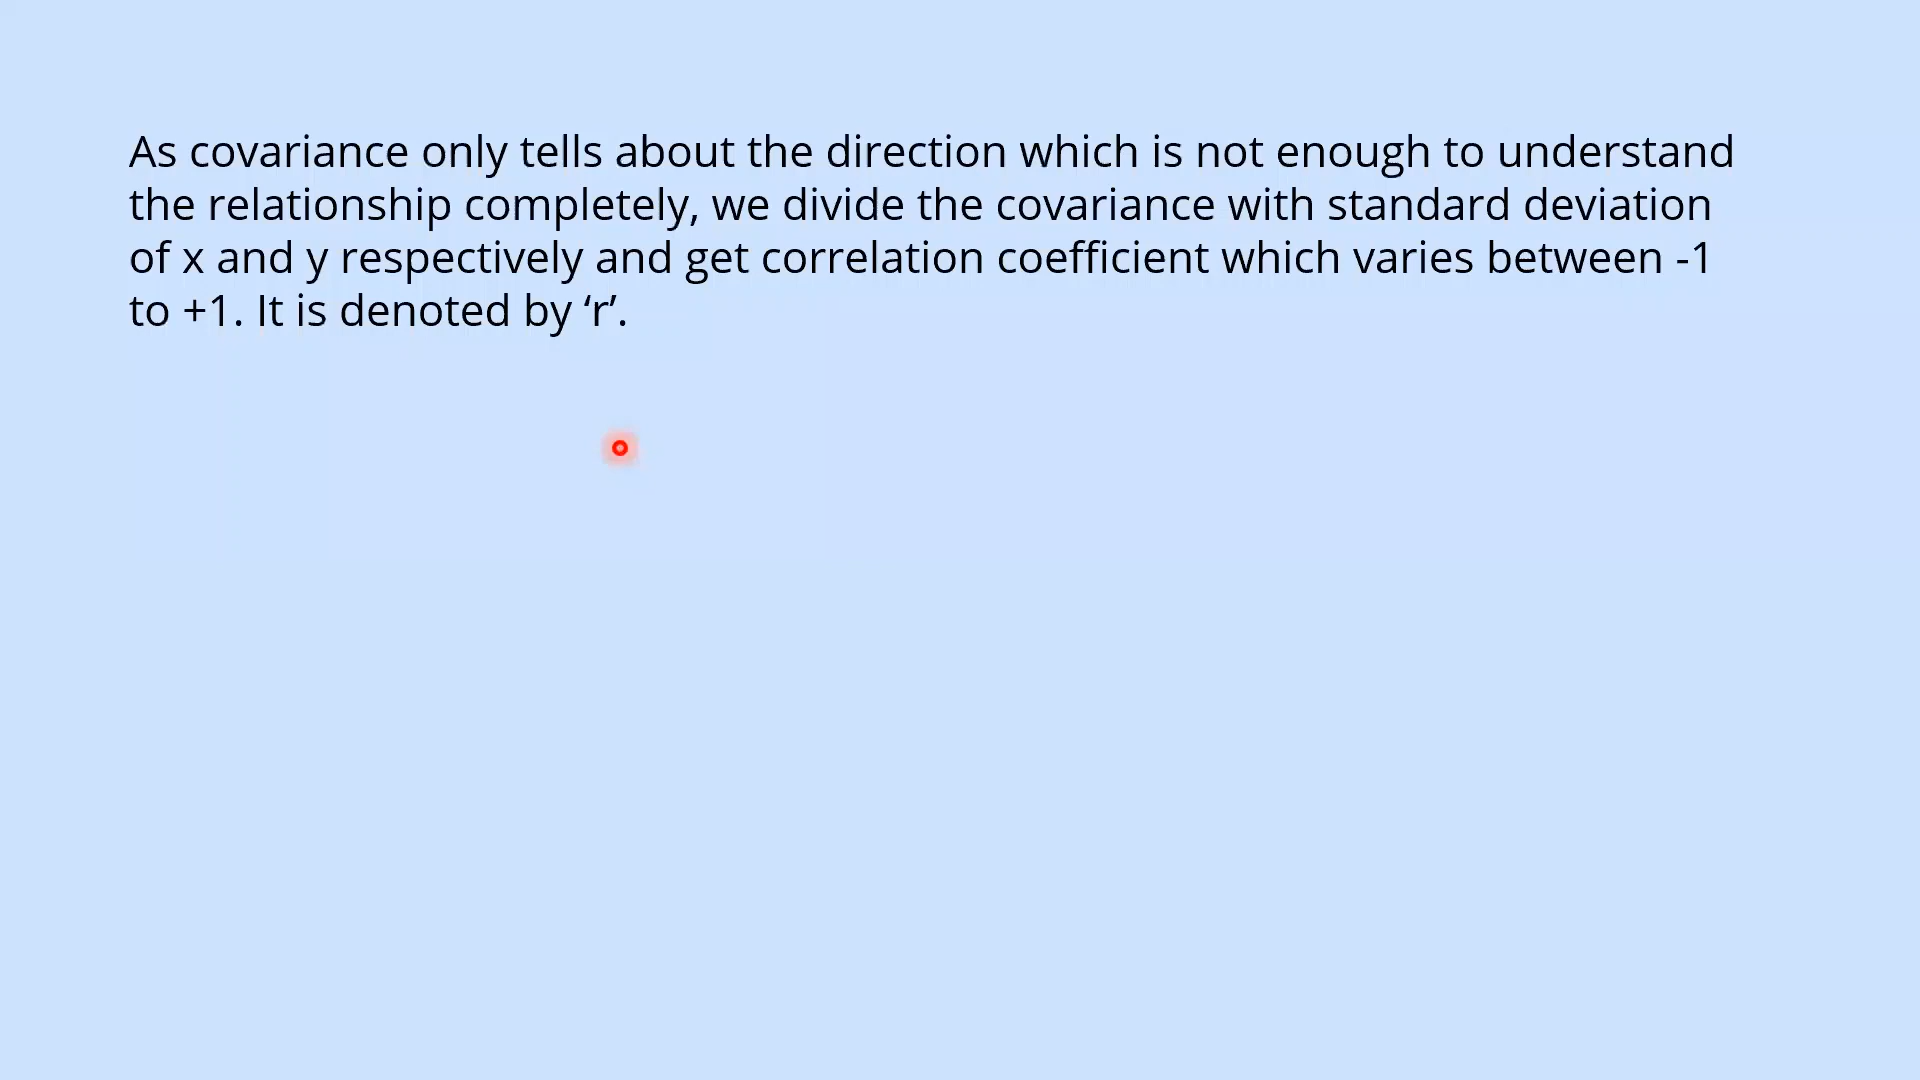 As covariance only tells about the direction which is not enough to understand
the relationship completely, we divide the covariance with standard deviation
of x and y respectively and get correlation coefficient which varies between -1
to +1. It is denoted by ‘r’.